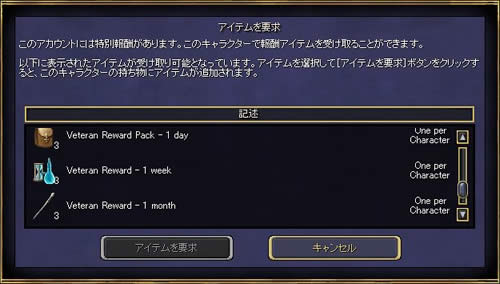 アイテムを要求
このアカウントには特別報酬があります。このキャラクターで報酬アイテムを受け取ることができます。
以下に表示されたアイテムが受け取り可能となっています。アイテムを選択して[アイテムを要求]ボタンをクリックす
ると、このキャラクターの持ち物にアイテムが追加されます。
記述
3 Veteran Reward Pack - 1 day One per Character
3 Veteran Reward - 1 week One per Character
3 Veteran Reward - 1 month One per Character
アイテムを要求 キャンセル